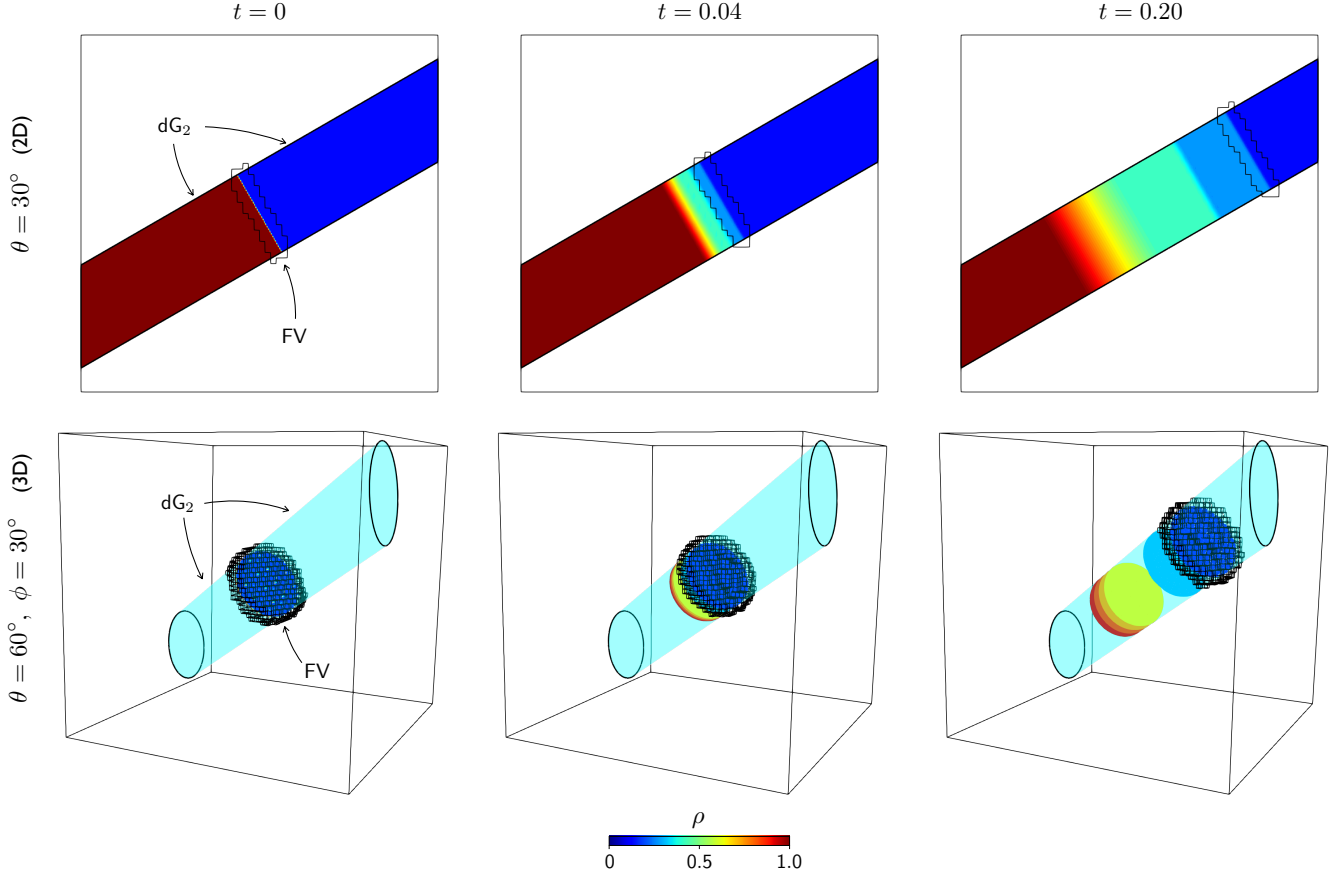 t = 0
t = 0.04
t = 0.20
θ = 30° (2D)
dG₂
FV
θ = 60°, ϕ = 30° (3D)
dG₂
FV
ρ
0 0.5 1.0